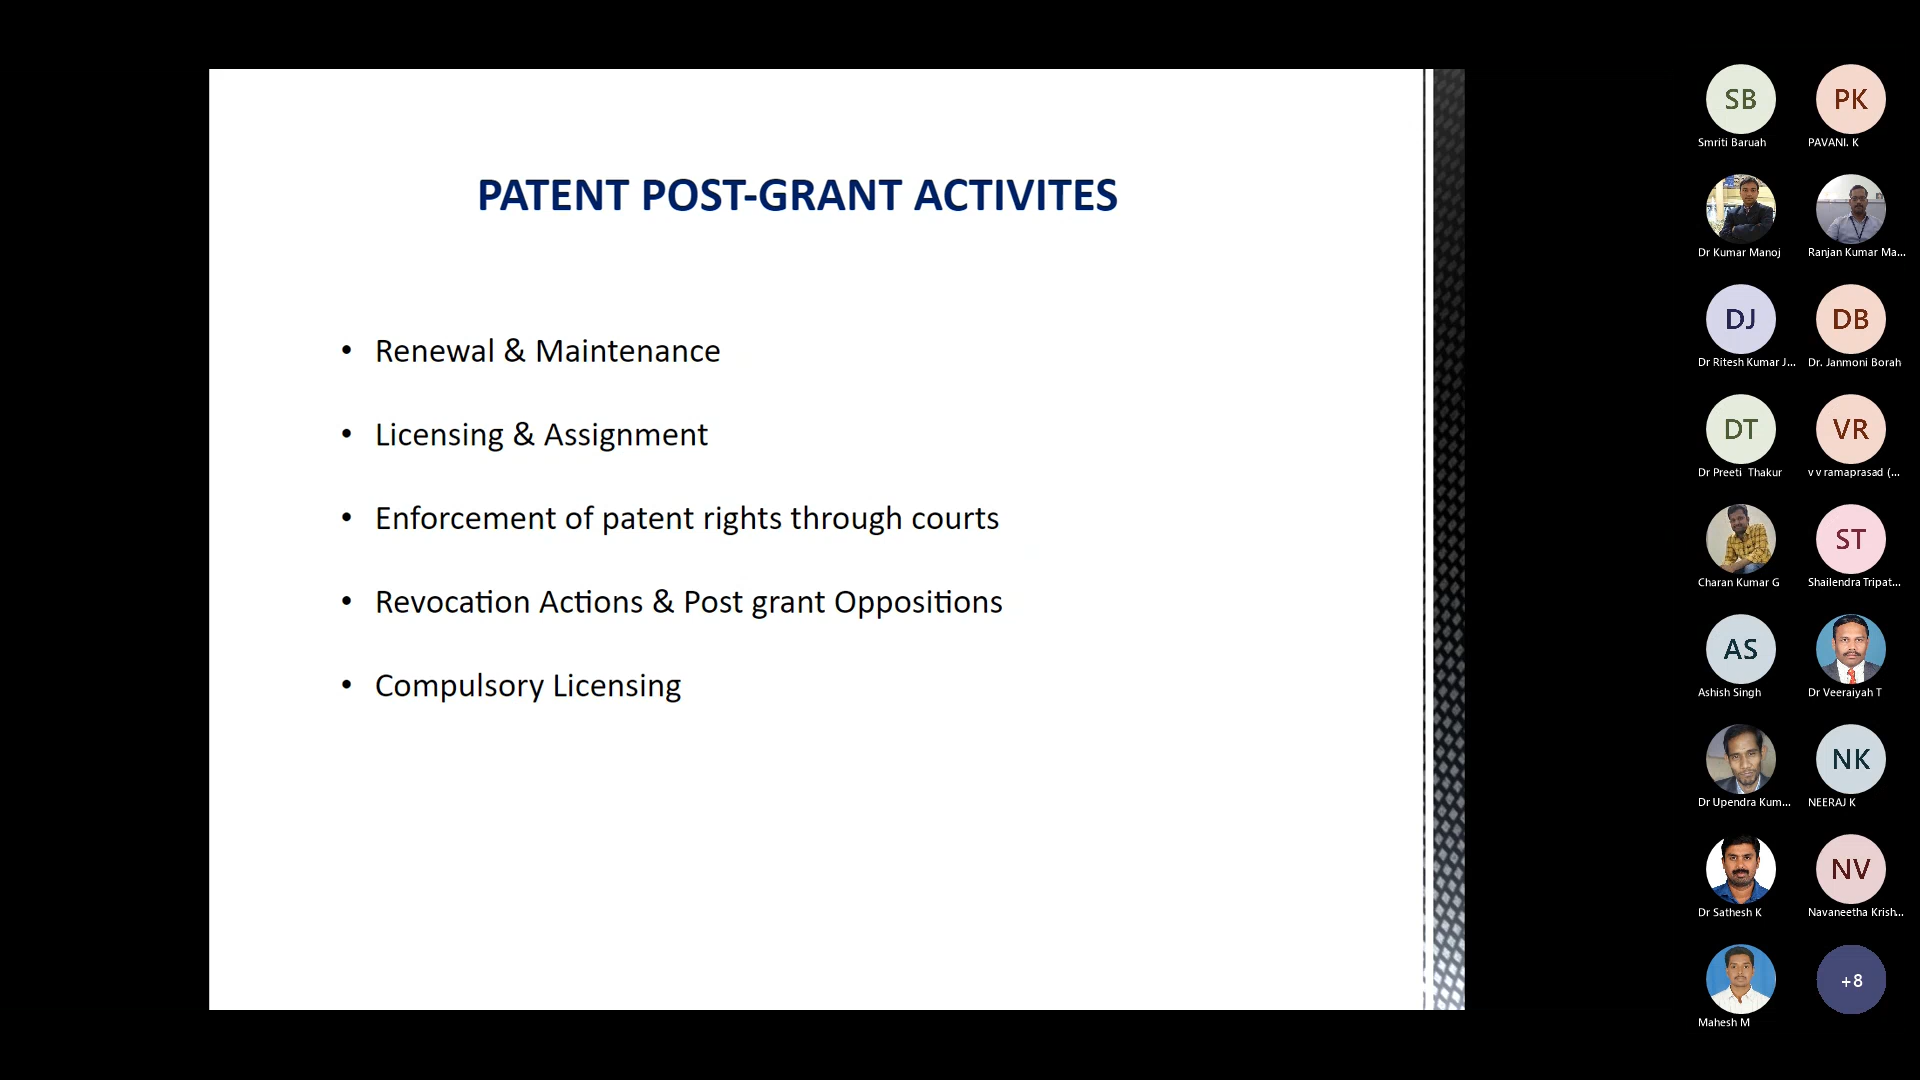 PATENT POST-GRANT ACTIVITES
• Renewal & Maintenance
• Licensing & Assignment
• Enforcement of patent rights through courts
• Revocation Actions & Post grant Oppositions
• Compulsory Licensing
SB
Smriti Baruah
PK
PAVANI. K
Dr Kumar Manoj
Ranjan Kumar Ma...
DJ
Dr Ritesh Kumar J...
DB
Dr. Janmoni Borah
DT
Dr Preeti Thakur
VR
v v ramaprasad (...
Charan Kumar G
ST
Shailendra Tripat...
AS
Ashish Singh
Dr Veeraiyah T
Dr Upendra Kum...
NK
NEERAJ K
Dr Sathesh K
NV
Navaneetha Krish...
Mahesh M
+8